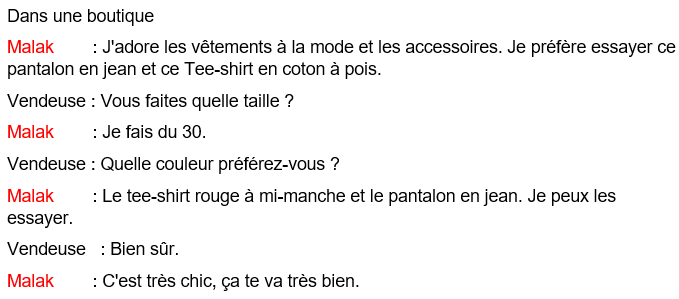 Dans une boutique
Malak : J'adore les vêtements à la mode et les accessoires. Je préfère essayer ce
pantalon en jean et ce Tee-shirt en coton à pois.
Vendeuse : Vous faites quelle taille ?
Malak : Je fais du 30.
Vendeuse : Quelle couleur préférez-vous ?
Malak : Le tee-shirt rouge à mi-manche et le pantalon en jean. Je peux les
essayer.
Vendeuse : Bien sûr.
Malak : C'est très chic, ça te va très bien.